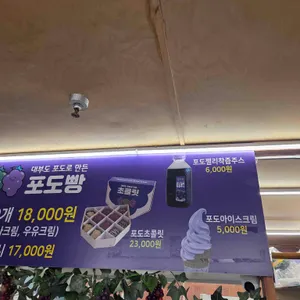 대부도 포도로 만든
포도빵
개 18,000원
크림, 우유크림)
17,000원
포도초콜릿
23,000원
포도젤리착즙주스
6,000원
포도아이스크림
5,000원